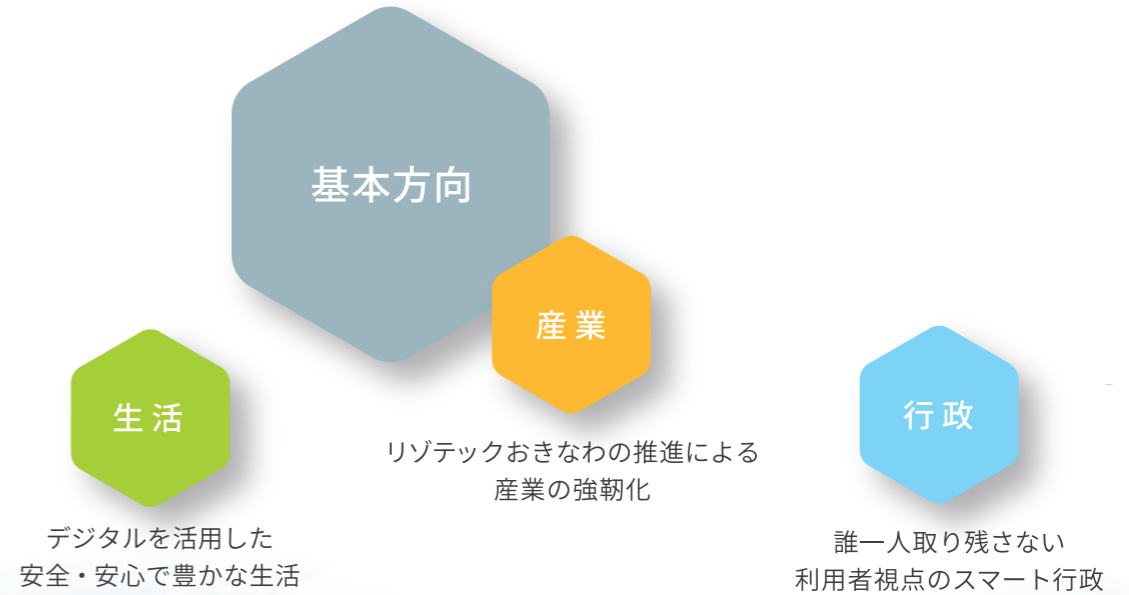 基本方向
産業
リゾテックおきなわの推進による
産業の強靭化
生活
デジタルを活用した
安全・安心で豊かな生活
行政
誰一人取り残さない
利用者視点のスマート行政